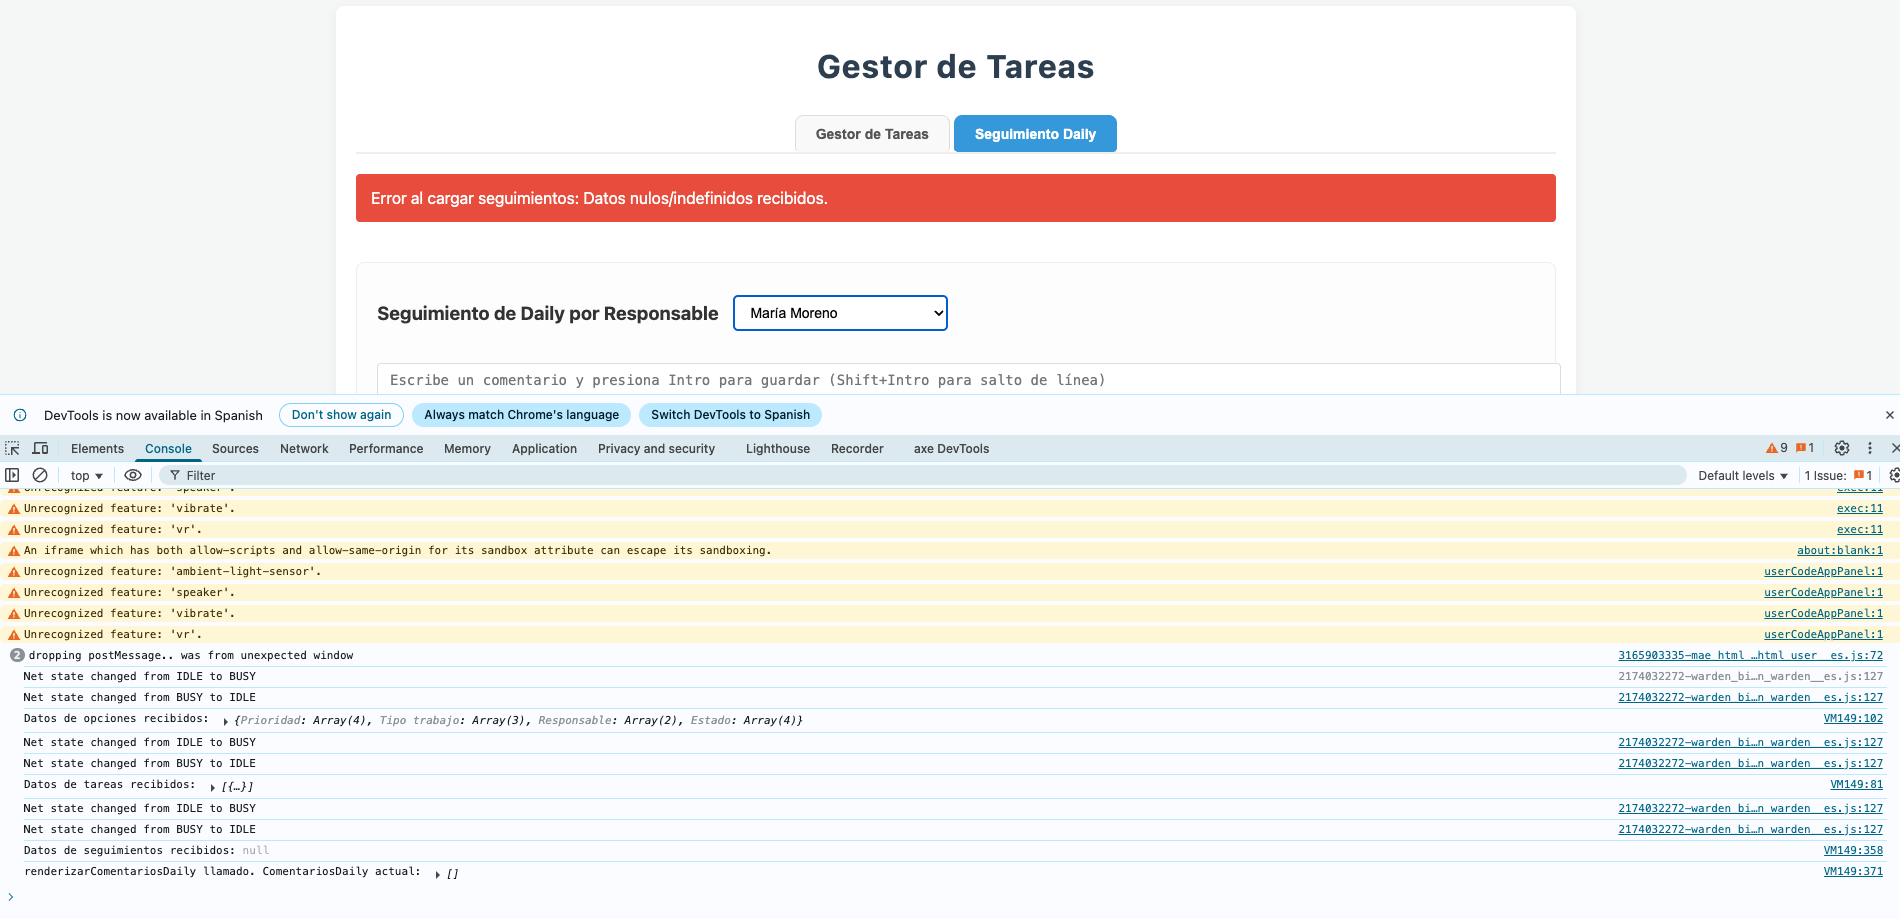 Gestor de Tareas
Gestor de Tareas Seguimiento Daily
Error al cargar seguimientos: Datos nulos/indefinidos recibidos.
Seguimiento de Daily por Responsable María Moreno
Escribe un comentario y presiona Intro para guardar (Shift+Intro para salto de línea)
DevTools is now available in Spanish Don't show again Always match Chrome's language Switch DevTools to Spanish
Elements Console Sources Network Performance Memory Application Privacy and security Lighthouse Recorder axe DevTools 9 1
top Filter Default levels 1 Issue: 1
Unrecognized feature: 'speaker'. exec:11
Unrecognized feature: 'vibrate'. exec:11
Unrecognized feature: 'vr'. exec:11
An iframe which has both allow-scripts and allow-same-origin for its sandbox attribute can escape its sandboxing. about:blank:1
Unrecognized feature: 'ambient-light-sensor'. userCodeAppPanel:1
Unrecognized feature: 'speaker'. userCodeAppPanel:1
Unrecognized feature: 'vibrate'. userCodeAppPanel:1
Unrecognized feature: 'vr'. userCodeAppPanel:1
2 dropping postMessage.. was from unexpected window 3165903335-mae_html_…html_user__es.js:72
Net state changed from IDLE to BUSY 2174032272-warden_bi…n_warden__es.js:127
Net state changed from BUSY to IDLE 2174032272-warden_bi…n_warden__es.js:127
Datos de opciones recibidos: {Prioridad: Array(4), Tipo trabajo: Array(3), Responsable: Array(2), Estado: Array(4)} VM149:102
Net state changed from IDLE to BUSY 2174032272-warden_bi…n_warden__es.js:127
Net state changed from BUSY to IDLE 2174032272-warden_bi…n_warden__es.js:127
Datos de tareas recibidos: [{…}] VM149:81
Net state changed from IDLE to BUSY 2174032272-warden_bi…n_warden__es.js:127
Net state changed from BUSY to IDLE 2174032272-warden_bi…n_warden__es.js:127
Datos de seguimientos recibidos: null VM149:358
renderizarComentariosDaily llamado. ComentariosDaily actual: [] VM149:371